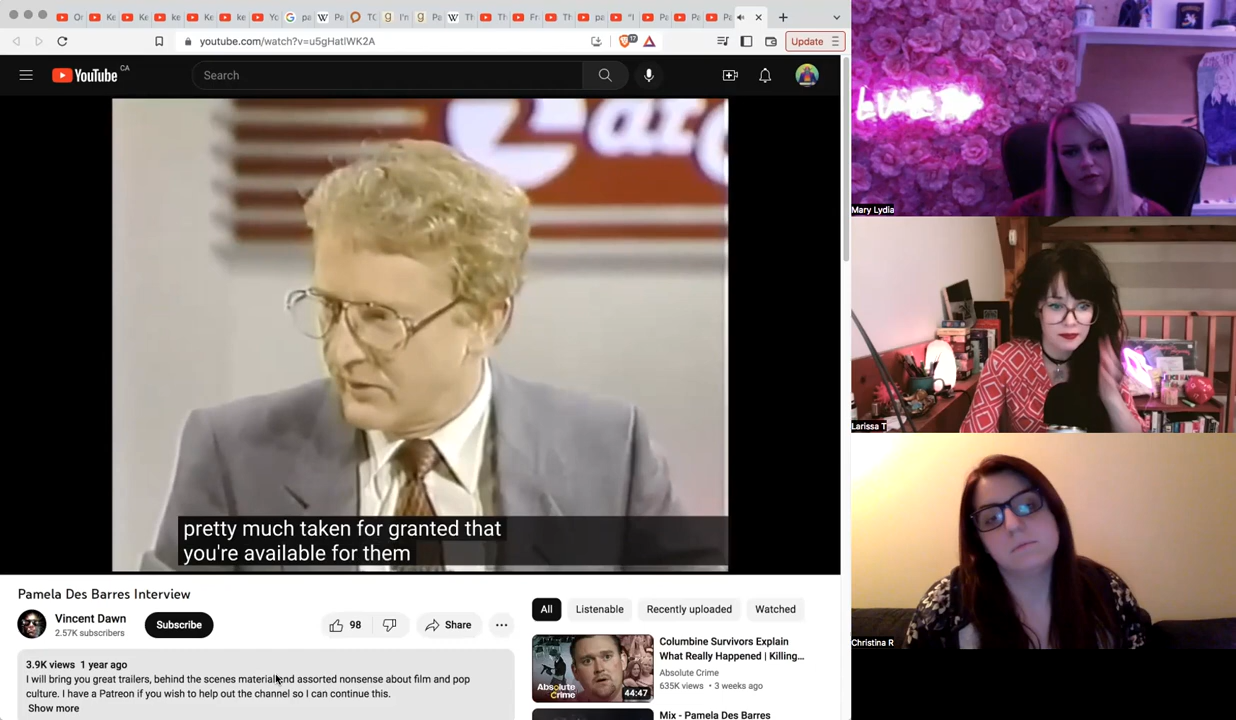 youtube.com/watch?v=u5gHatlWK2A
17
Update
YouTube CA
Search
pretty much taken for granted that
you're available for them
Pamela Des Barres Interview
Vincent Dawn
2.57K subscribers
Subscribe
98
Share
3.9K views 1 year ago
I will bring you great trailers, behind the scenes material and assorted nonsense about film and pop
culture. I have a Patreon if you wish to help out the channel so I can continue this.
Show more
All
Listenable
Recently uploaded
Watched
Absolute
Crime
44:47
Columbine Survivors Explain
What Really Happened | Killing...
Absolute Crime
635K views • 3 weeks ago
Mix - Pamela Des Barres
Mary Lydia
Larissa T
Christina R